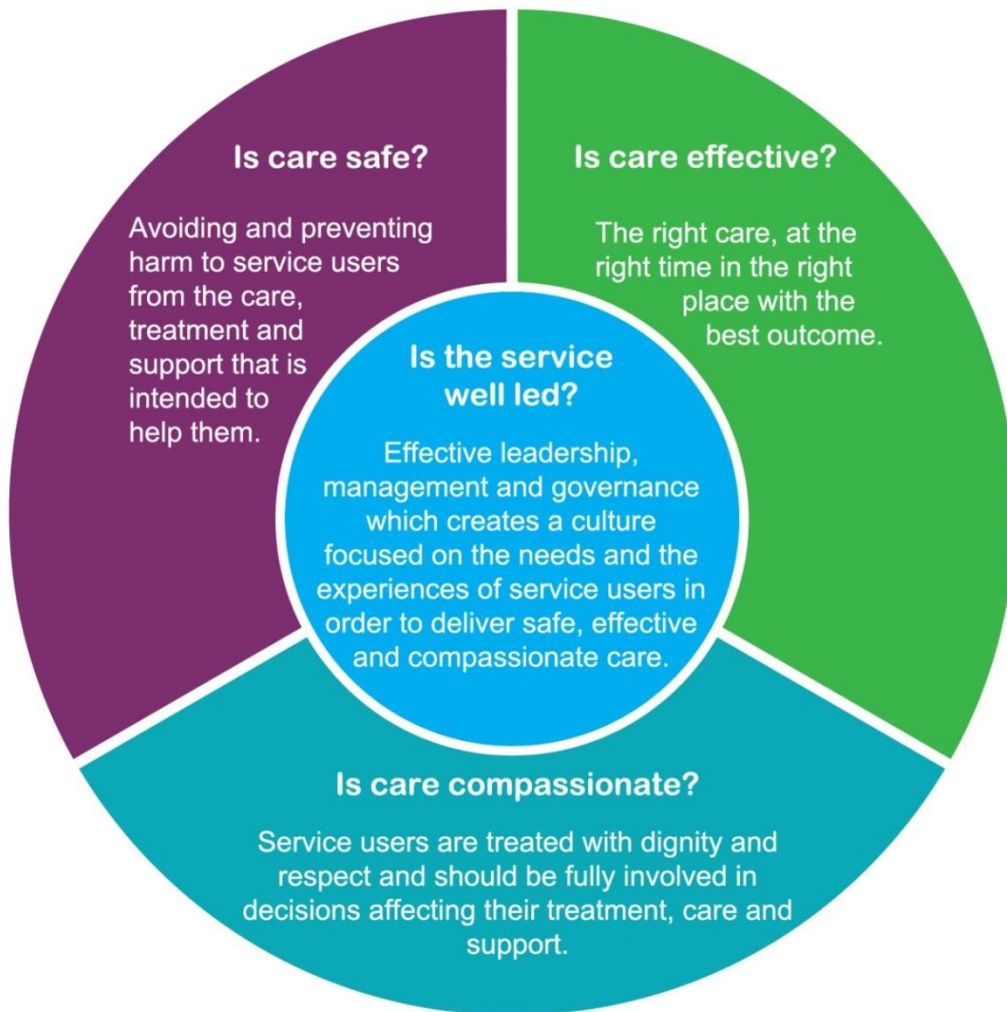 Is care safe?
Avoiding and preventing
harm to service users
from the care,
treatment and
support that is
intended to
help them.
Is care effective?
The right care, at the
right time in the right
place with the
best outcome.
Is the service
well led?
Effective leadership,
management and governance
which creates a culture
focused on the needs and the
experiences of service users in
order to deliver safe, effective
and compassionate care.
Is care compassionate?
Service users are treated with dignity and
respect and should be fully involved in
decisions affecting their treatment, care and
support.